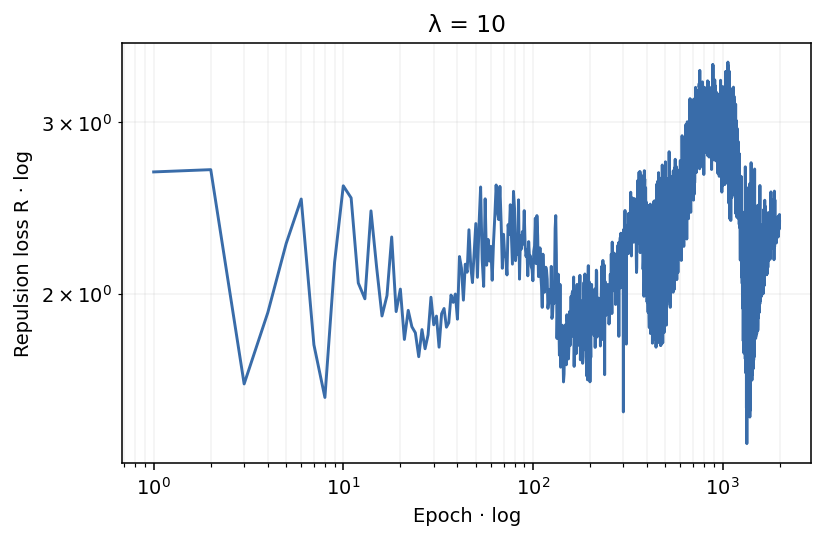 λ = 10
Repulsion loss R · log
3 × 10⁰
2 × 10⁰
10⁰
10¹
10²
10³
Epoch · log